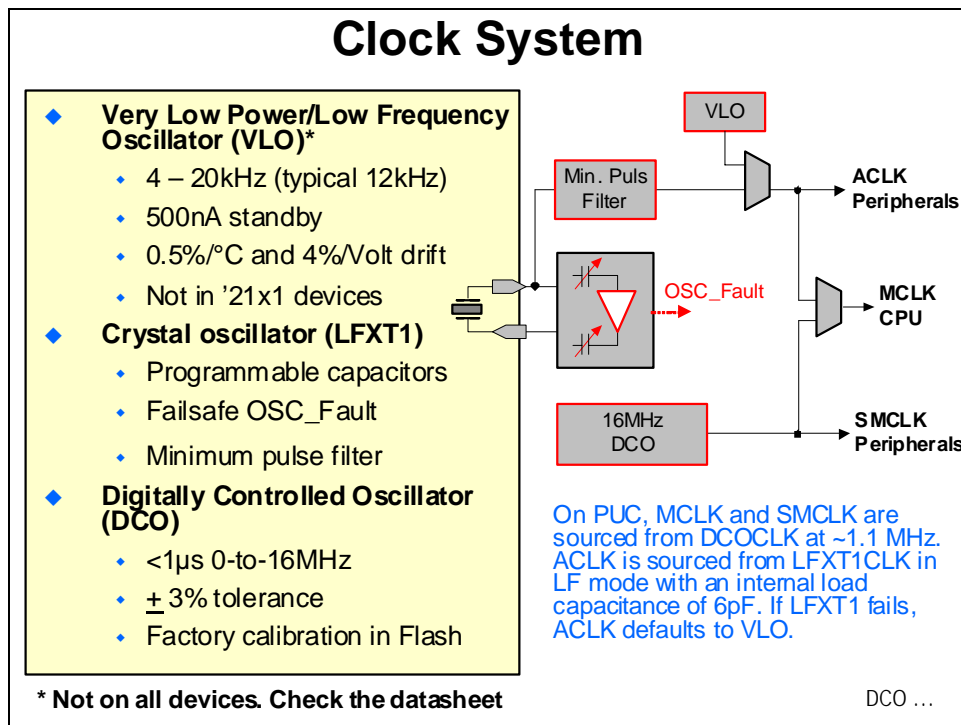 Clock System
Very Low Power/Low Frequency
Oscillator (VLO)*
4 – 20kHz (typical 12kHz)
500nA standby
0.5%/°C and 4%/Volt drift
Not in '21x1 devices
Crystal oscillator (LFXT1)
Programmable capacitors
Failsafe OSC_Fault
Minimum pulse filter
Digitally Controlled Oscillator
(DCO)
<1µs 0-to-16MHz
+ 3% tolerance
Factory calibration in Flash
VLO
Min. Puls
Filter
ACLK
Peripherals
OSC_Fault
MCLK
CPU
16MHz
DCO
SMCLK
Peripherals
On PUC, MCLK and SMCLK are
sourced from DCOCLK at ~1.1 MHz.
ACLK is sourced from LFXT1CLK in
LF mode with an internal load
capacitance of 6pF. If LFXT1 fails,
ACLK defaults to VLO.
* Not on all devices. Check the datasheet
DCO ...